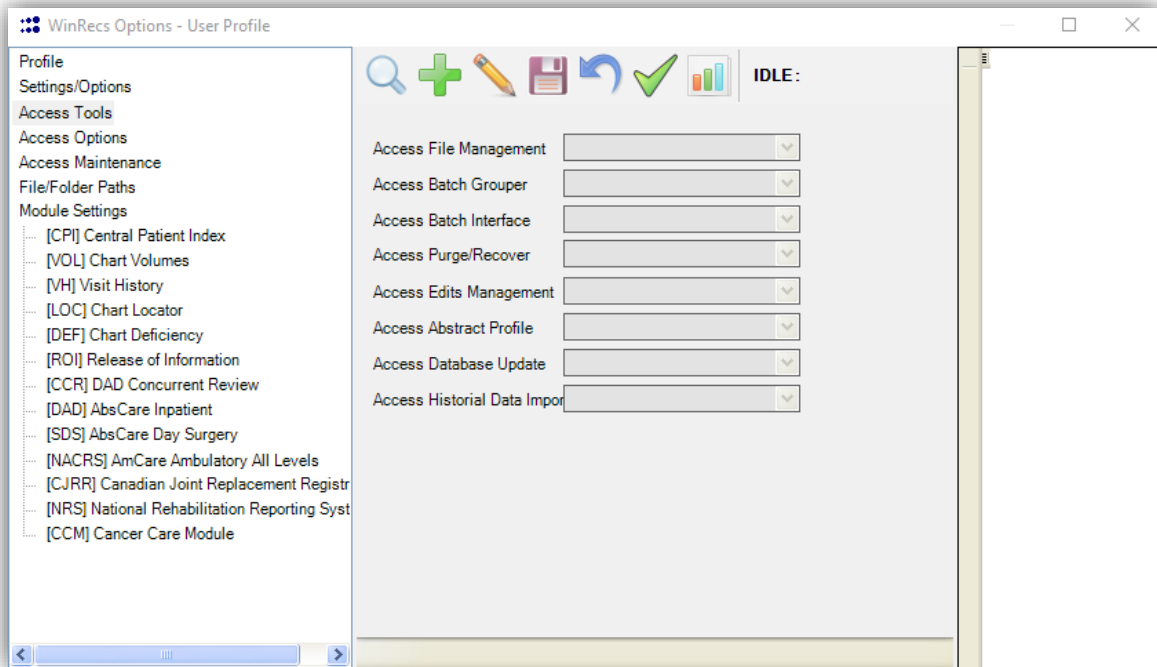 WinRecs Options - User Profile
Profile
Settings/Options
Access Tools
Access Options
Access Maintenance
File/Folder Paths
Module Settings
[CPI] Central Patient Index
[VOL] Chart Volumes
[VH] Visit History
[LOC] Chart Locator
[DEF] Chart Deficiency
[ROI] Release of Information
[CCR] DAD Concurrent Review
[DAD] AbsCare Inpatient
[SDS] AbsCare Day Surgery
[NACRS] AmCare Ambulatory All Levels
[CJRR] Canadian Joint Replacement Registr
[NRS] National Rehabilitation Reporting Syst
[CCM] Cancer Care Module
IDLE:
Access File Management
Access Batch Grouper
Access Batch Interface
Access Purge/Recover
Access Edits Management
Access Abstract Profile
Access Database Update
Access Historial Data Impor